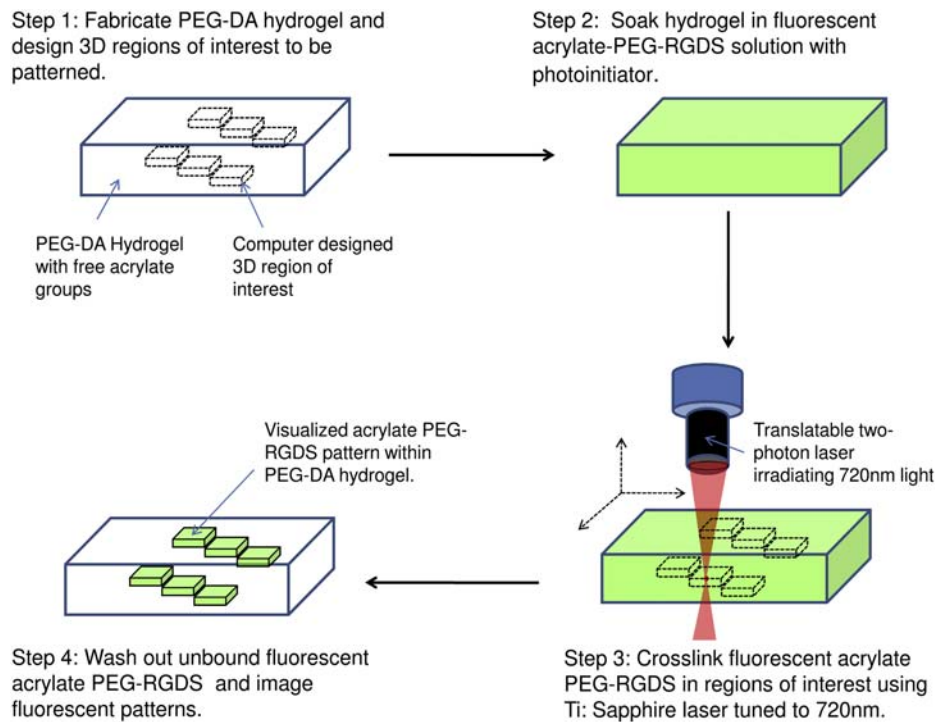 Step 1: Fabricate PEG-DA hydrogel and
design 3D regions of interest to be
patterned.
Step 2:  Soak hydrogel in fluorescent
acrylate-PEG-RGDS solution with
photoinitiator.
PEG-DA Hydrogel
with free acrylate
groups
Computer designed
3D region of
interest
Visualized acrylate PEG-
RGDS pattern within
PEG-DA hydrogel.
Translatable two-
photon laser
irradiating 720nm light
Step 4: Wash out unbound fluorescent
acrylate PEG-RGDS  and image
fluorescent patterns.
Step 3: Crosslink fluorescent acrylate
PEG-RGDS in regions of interest using
Ti: Sapphire laser tuned to 720nm.